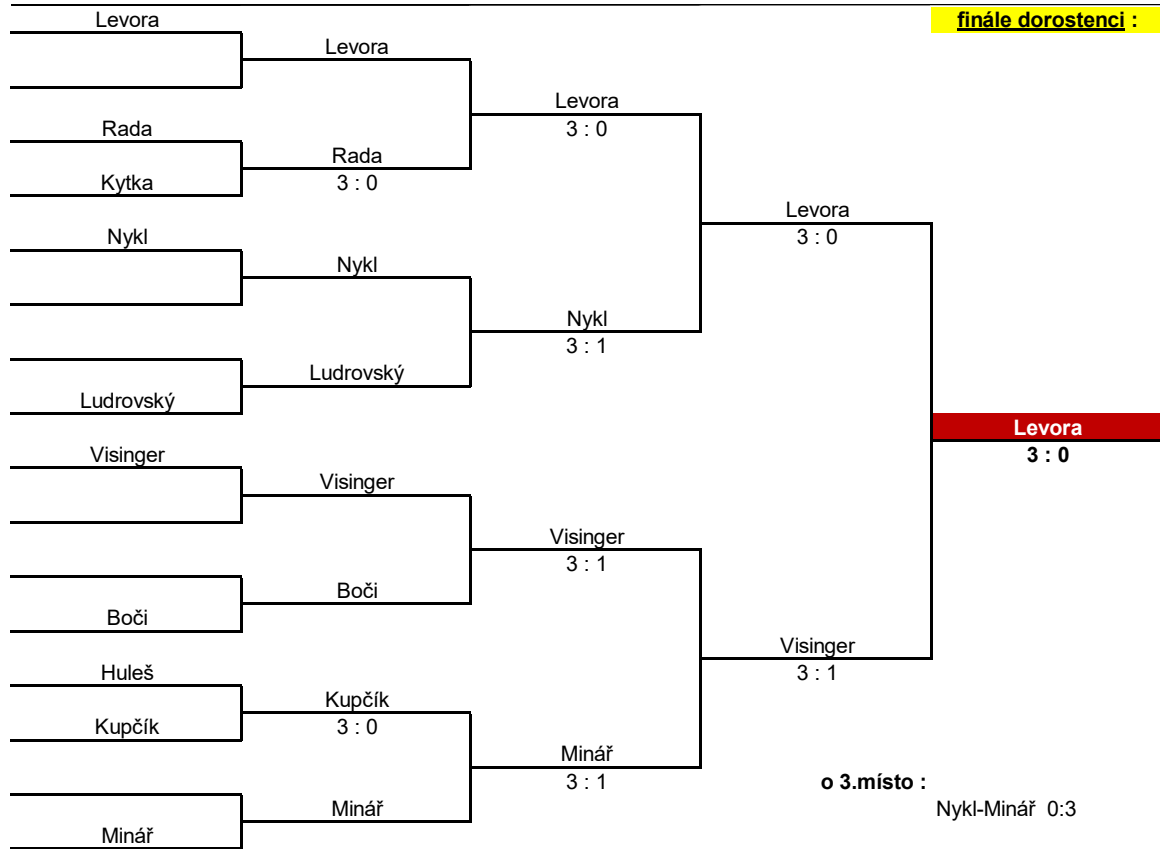 Levora
finále dorostenci :
Levora
Levora
3 : 0
Rada
Rada
3 : 0
Kytka
Levora
3 : 0
Nykl
Nykl
Nykl
3 : 1
Ludrovský
Ludrovský
Levora
3 : 0
Visinger
Visinger
Visinger
3 : 1
Boči
Boči
Visinger
3 : 1
Huleš
Kupčík
3 : 0
Kupčík
Minář
3 : 1
o 3.místo :
Nykl-Minář 0:3
Minář
Minář